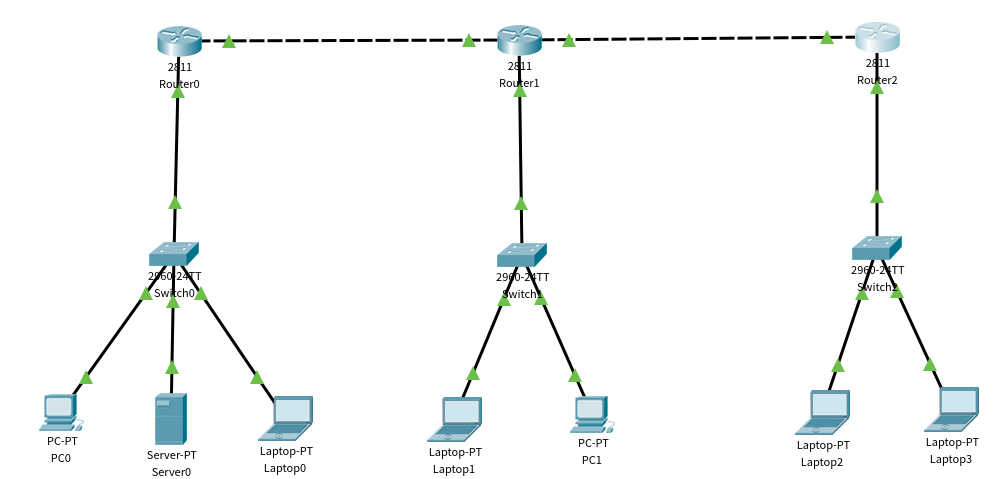 2811
Router0
2811
Router1
2811
Router2
2960-24TT
Switch0
2960-24TT
Switch1
2960-24TT
Switch2
PC-PT
PC0
Server-PT
Server0
Laptop-PT
Laptop0
Laptop-PT
Laptop1
PC-PT
PC1
Laptop-PT
Laptop2
Laptop-PT
Laptop3